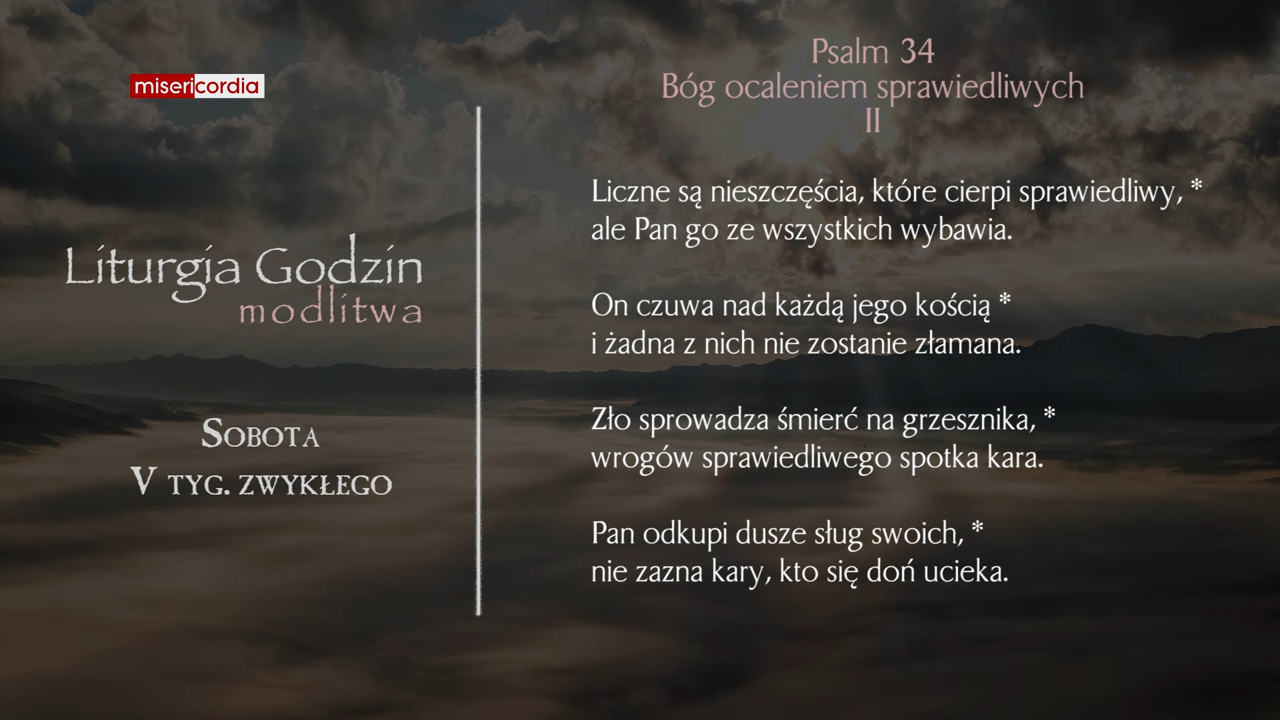 misericordia
Liturgia Godzin
modlitwa
SOBOTA
V TYG. ZWYKŁEGO
Psalm 34
Bóg ocaleniem sprawiedliwych
II
Liczne są nieszczęścia, które cierpi sprawiedliwy, *
ale Pan go ze wszystkich wybawia.
On czuwa nad każdą jego kością *
i żadna z nich nie zostanie złamana.
Zło sprowadza śmierć na grzesznika, *
wrogów sprawiedliwego spotka kara.
Pan odkupi dusze sług swoich, *
nie zazna kary, kto się doń ucieka.